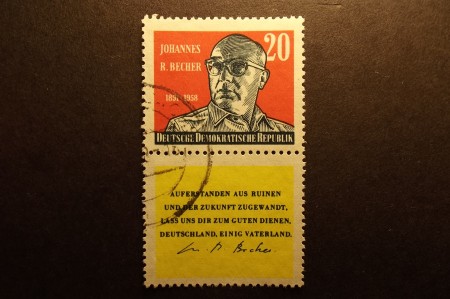 JOHANNES
R. BECHER
20
1891-1958
DEUTSCHE DEMOKRATISCHE REPUBLIK
AUFERSTANDEN AUS RUINEN
UND DER ZUKUNFT ZUGEWANDT,
LASS UNS DIR ZUM GUTEN DIENEN,
DEUTSCHLAND, EINIG VATERLAND.
Becher